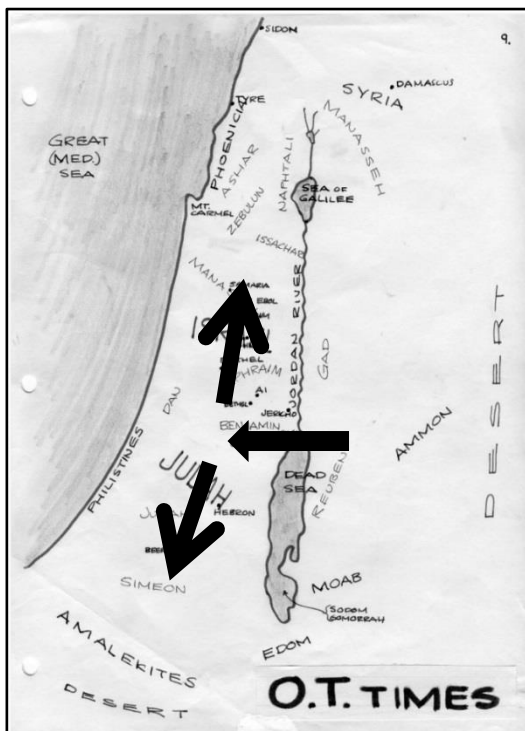 9.
SIDON
DAMASCUS
SYRIA
TYRE
PHOENICIA
MANASSEH
GREAT
(MED.)
SEA
ASHAR
NAPHTALI
SEA OF
GALILEE
MT.
CARMEL
ZEBULUN
ISSACHAR
MANA
SAMARIA
EBAL
JORDAN RIVER
GAD
DESERT
AI
DAN
BETHEL
JERICHO
BENJAMIN
AMMON
PHILISTINES
DEAD
SEA
REUBEN
HEBRON
SIMEON
MOAB
SODOM
GOMORRAH
AMALEKITES
EDOM
DESERT
O.T. TIMES